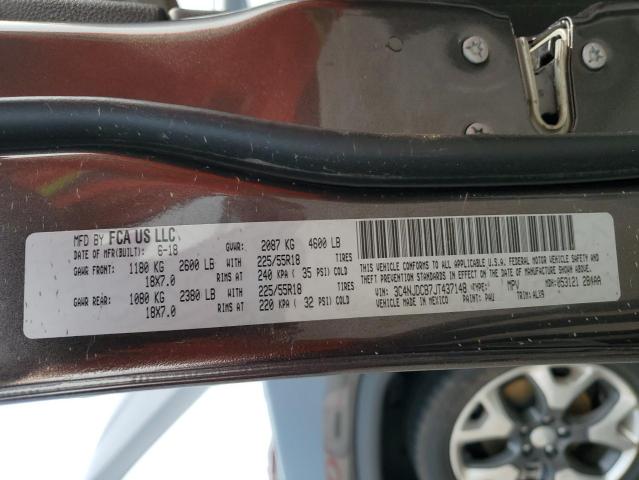 MFD BY FCA US LLC
DATE OF MFR(BUILT): 6-18 GVWR: 2087 KG 4600 LB
GAWR FRONT: 1180 KG 2600 LB WITH 225/55R18 TIRES
18X7.0 RIMS AT 240 KPA ( 35 PSI) COLD
GAWR REAR: 1080 KG 2380 LB WITH 225/55R18 TIRES
18X7.0 RIMS AT 220 KPA ( 32 PSI) COLD
THIS VEHICLE CONFORMS TO ALL APPLICABLE U.S.A. FEDERAL MOTOR VEHICLE SAFETY, BUMPER, AND
THEFT PREVENTION STANDARDS IN EFFECT ON THE DATE OF MANUFACTURE SHOWN ABOVE.
VIN: 3C4NJDCB7JT437148 TYPE: MPV MDH: 053121 284AA
VEHICLE MADE IN MEXICO PAINT: PAU TRIM: ALX9